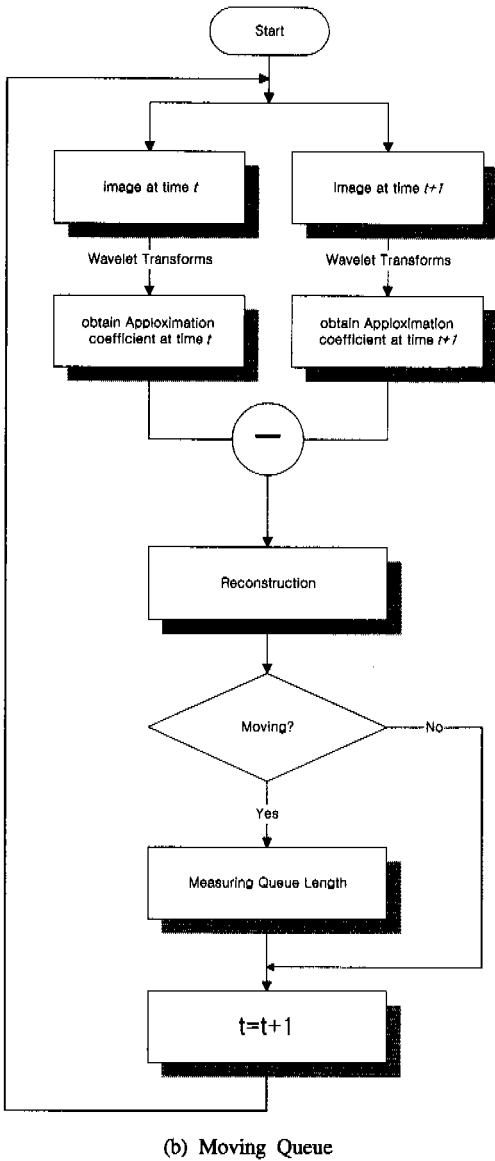 Start
Image at time t
Image at time t+1
Wavelet Transforms
Wavelet Transforms
obtain Apploximation
coefficient at time t
obtain Apploximation
coefficient at time t+1
—
Reconstruction
Moving?
No
Yes
Measuring Queue Length
t=t+1
(b) Moving Queue